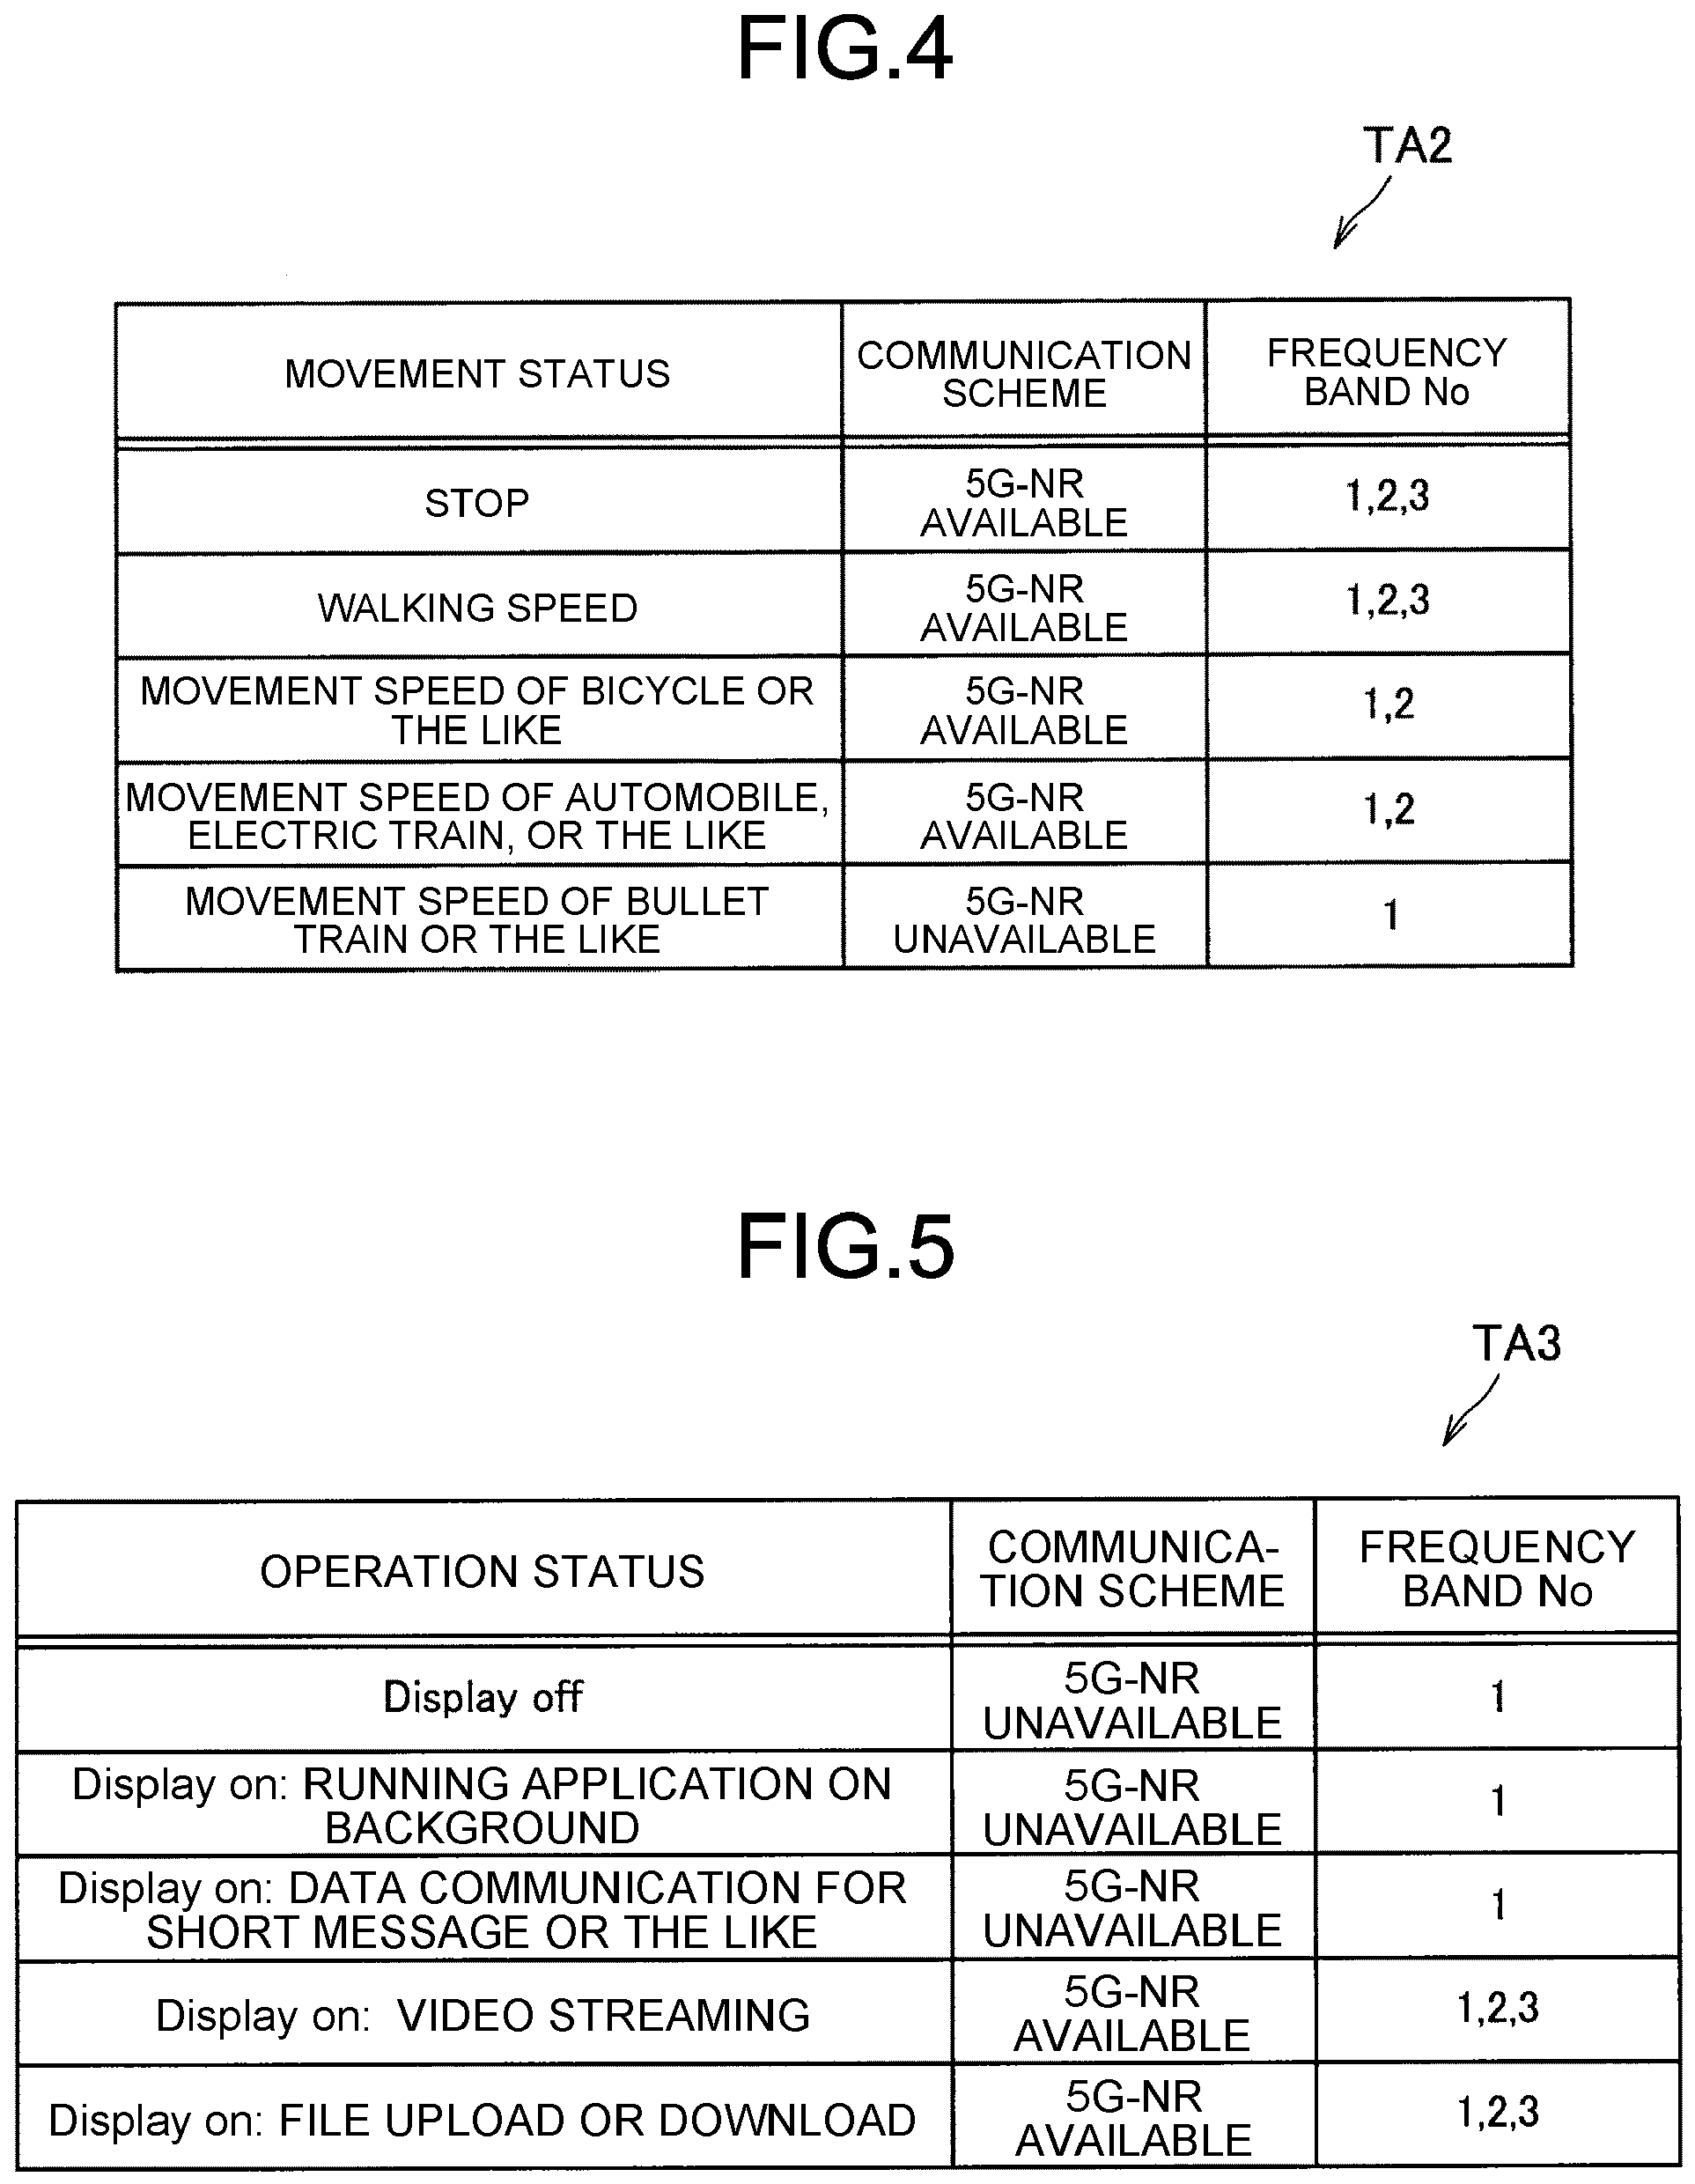 FIG.4
TA2
MOVEMENT STATUS
COMMUNICATION
SCHEME
FREQUENCY
BAND No
STOP
5G-NR
AVAILABLE
1,2,3
WALKING SPEED
5G-NR
AVAILABLE
1,2,3
MOVEMENT SPEED OF BICYCLE OR
THE LIKE
5G-NR
AVAILABLE
1,2
MOVEMENT SPEED OF AUTOMOBILE,
ELECTRIC TRAIN, OR THE LIKE
5G-NR
AVAILABLE
1,2
MOVEMENT SPEED OF BULLET
TRAIN OR THE LIKE
5G-NR
UNAVAILABLE
1
FIG.5
TA3
OPERATION STATUS
COMMUNICA-
TION SCHEME
FREQUENCY
BAND No
Display off
5G-NR
UNAVAILABLE
1
Display on: RUNNING APPLICATION ON
BACKGROUND
5G-NR
UNAVAILABLE
1
Display on: DATA COMMUNICATION FOR
SHORT MESSAGE OR THE LIKE
5G-NR
UNAVAILABLE
1
Display on: VIDEO STREAMING
5G-NR
AVAILABLE
1,2,3
Display on: FILE UPLOAD OR DOWNLOAD
5G-NR
AVAILABLE
1,2,3